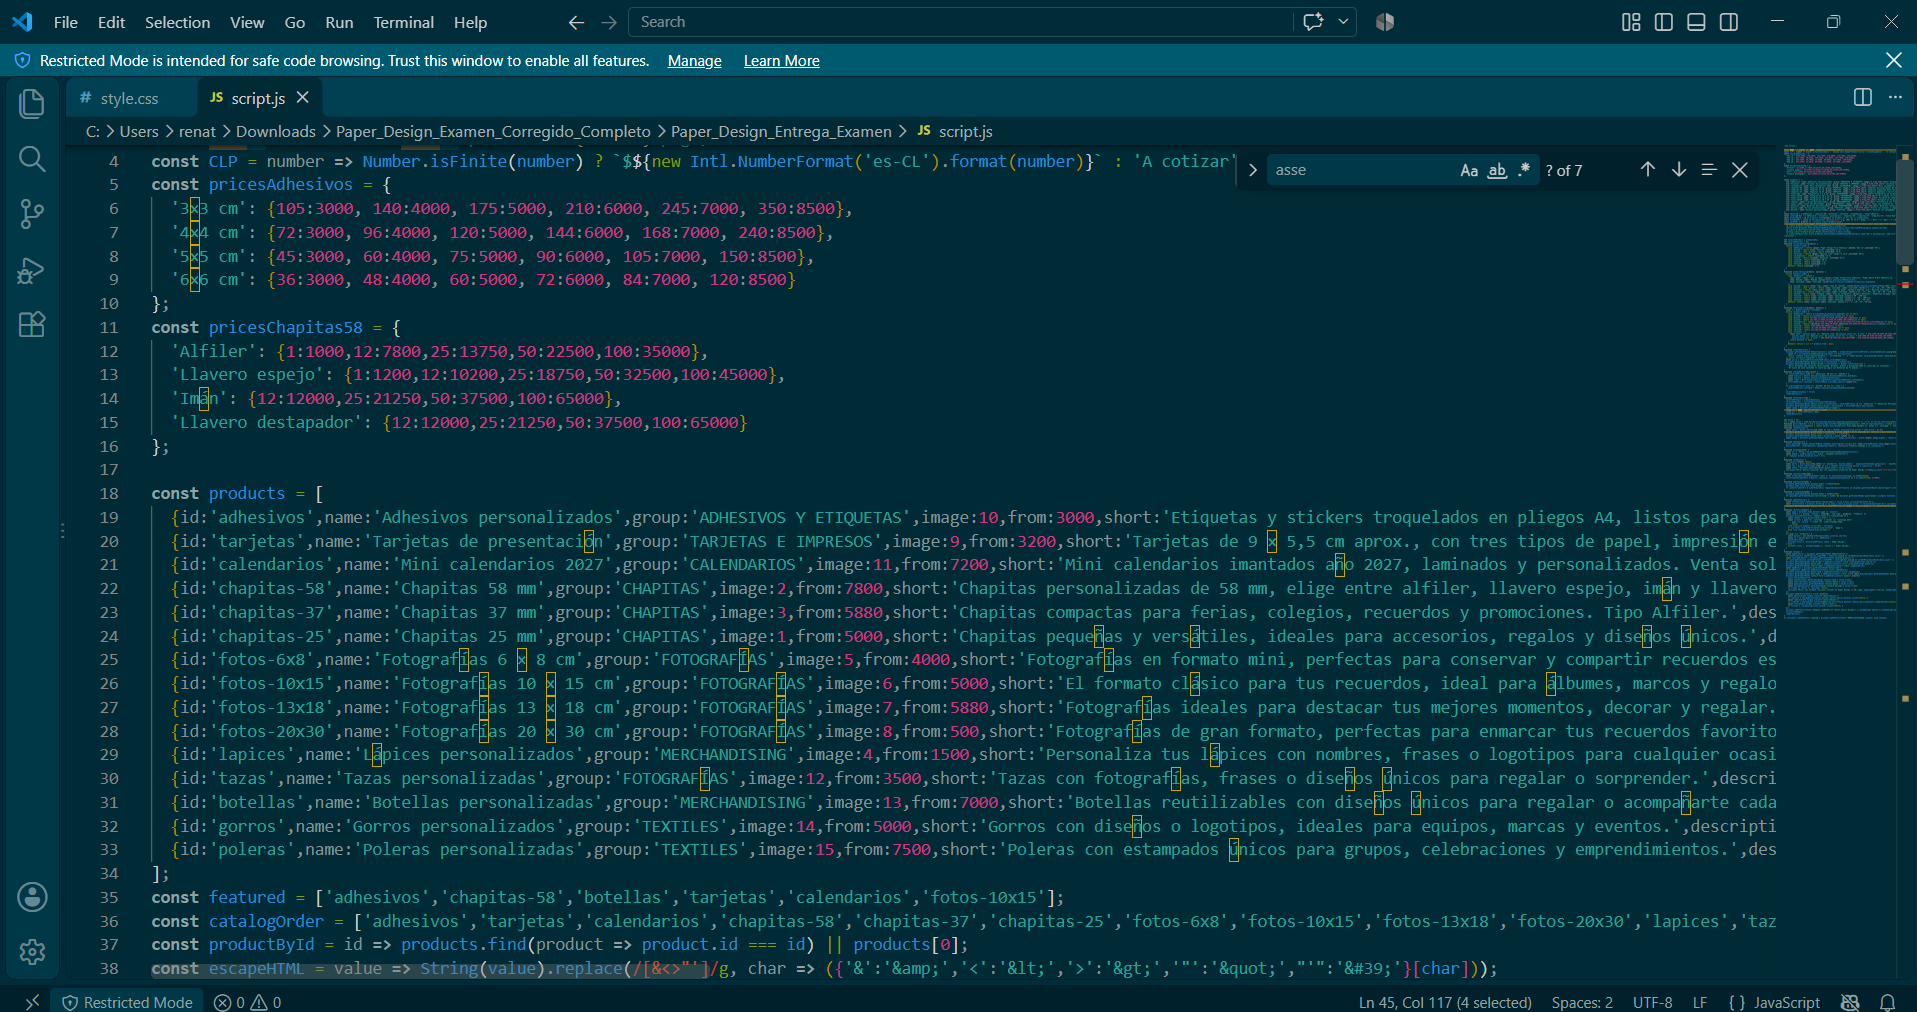 File Edit Selection View Go Run Terminal Help
Search
Restricted Mode is intended for safe code browsing. Trust this window to enable all features. Manage Learn More
# style.css
JS script.js
C: > Users > renat > Downloads > Paper_Design_Examen_Corregido_Completo > Paper_Design_Entrega_Examen > JS script.js
asse Aa ab .* ? of 7
4 const CLP = number => Number.isFinite(number) ? `$${new Intl.NumberFormat('es-CL').format(number)}` : 'A cotizar'
5 const pricesAdhesivos = {
6 '3x3 cm': {105:3000, 140:4000, 175:5000, 210:6000, 245:7000, 350:8500},
7 '4x4 cm': {72:3000, 96:4000, 120:5000, 144:6000, 168:7000, 240:8500},
8 '5x5 cm': {45:3000, 60:4000, 75:5000, 90:6000, 105:7000, 150:8500},
9 '6x6 cm': {36:3000, 48:4000, 60:5000, 72:6000, 84:7000, 120:8500}
10 };
11 const pricesChapitas58 = {
12 'Alfiler': {1:1000,12:7800,25:13750,50:22500,100:35000},
13 'Llavero espejo': {1:1200,12:10200,25:18750,50:32500,100:45000},
14 'Imán': {12:12000,25:21250,50:37500,100:65000},
15 'Llavero destapador': {12:12000,25:21250,50:37500,100:65000}
16 };
17
18 const products = [
19 {id:'adhesivos',name:'Adhesivos personalizados',group:'ADHESIVOS Y ETIQUETAS',image:10,from:3000,short:'Etiquetas y stickers troquelados en pliegos A4, listos para des
20 {id:'tarjetas',name:'Tarjetas de presentación',group:'TARJETAS E IMPRESOS',image:9,from:3200,short:'Tarjetas de 9 x 5,5 cm aprox., con tres tipos de papel, impresión e
21 {id:'calendarios',name:'Mini calendarios 2027',group:'CALENDARIOS',image:11,from:7200,short:'Mini calendarios imantados año 2027, laminados y personalizados. Venta sol
22 {id:'chapitas-58',name:'Chapitas 58 mm',group:'CHAPITAS',image:2,from:7800,short:'Chapitas personalizadas de 58 mm, elige entre alfiler, llavero espejo, imán y llavero
23 {id:'chapitas-37',name:'Chapitas 37 mm',group:'CHAPITAS',image:3,from:5880,short:'Chapitas compactas para ferias, colegios, recuerdos y promociones. Tipo Alfiler.',des
24 {id:'chapitas-25',name:'Chapitas 25 mm',group:'CHAPITAS',image:1,from:5000,short:'Chapitas pequeñas y versátiles, ideales para accesorios, regalos y diseños únicos.',d
25 {id:'fotos-6x8',name:'Fotografías 6 x 8 cm',group:'FOTOGRAFÍAS',image:5,from:4000,short:'Fotografías en formato mini, perfectas para conservar y compartir recuerdos es
26 {id:'fotos-10x15',name:'Fotografías 10 x 15 cm',group:'FOTOGRAFÍAS',image:6,from:5000,short:'El formato clásico para tus recuerdos, ideal para álbumes, marcos y regalo
27 {id:'fotos-13x18',name:'Fotografías 13 x 18 cm',group:'FOTOGRAFÍAS',image:7,from:5880,short:'Fotografías ideales para destacar tus mejores momentos, decorar y regalar.
28 {id:'fotos-20x30',name:'Fotografías 20 x 30 cm',group:'FOTOGRAFÍAS',image:8,from:500,short:'Fotografías de gran formato, perfectas para enmarcar tus recuerdos favorito
29 {id:'lapices',name:'Lápices personalizados',group:'MERCHANDISING',image:4,from:1500,short:'Personaliza tus lápices con nombres, frases o logotipos para cualquier ocasi
30 {id:'tazas',name:'Tazas personalizadas',group:'FOTOGRAFÍAS',image:12,from:3500,short:'Tazas con fotografías, frases o diseños únicos para regalar o sorprender.',descri
31 {id:'botellas',name:'Botellas personalizadas',group:'MERCHANDISING',image:13,from:7000,short:'Botellas reutilizables con diseños únicos para regalar o acompañarte cada
32 {id:'gorros',name:'Gorros personalizados',group:'TEXTILES',image:14,from:5000,short:'Gorros con diseños o logotipos, ideales para equipos, marcas y eventos.',descripti
33 {id:'poleras',name:'Poleras personalizadas',group:'TEXTILES',image:15,from:7500,short:'Poleras con estampados únicos para grupos, celebraciones y emprendimientos.',des
34 ];
35 const featured = ['adhesivos','chapitas-58','botellas','tarjetas','calendarios','fotos-10x15'];
36 const catalogOrder = ['adhesivos','tarjetas','calendarios','chapitas-58','chapitas-37','chapitas-25','fotos-6x8','fotos-10x15','fotos-13x18','fotos-20x30','lapices','taz
37 const productById = id => products.find(product => product.id === id) || products[0];
38 const escapeHTML = value => String(value).replace(/[&<>"']/g, char => ({'&':'&amp;','<':'&lt;','>':'&gt;','"':'&quot;',"'":'&#39;'}[char]));
Restricted Mode 0 0 Ln 45, Col 117 (4 selected) Spaces: 2 UTF-8 LF { } JavaScript